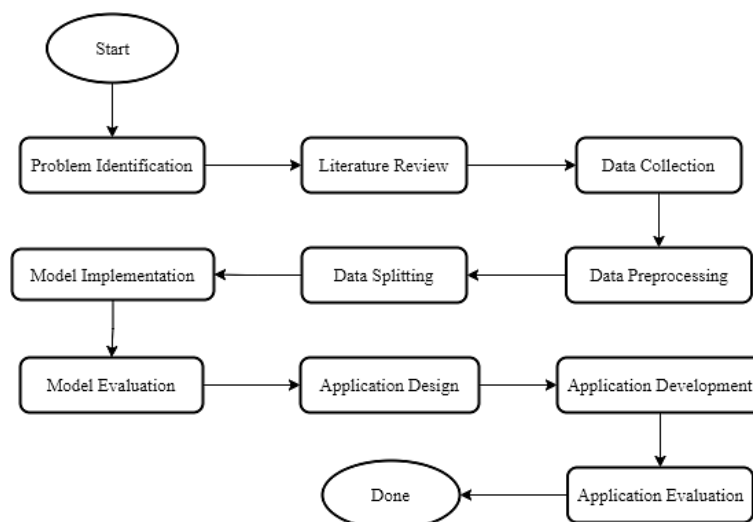 Start
Problem Identification
Literature Review
Data Collection
Data Preprocessing
Data Splitting
Model Implementation
Model Evaluation
Application Design
Application Development
Application Evaluation
Done